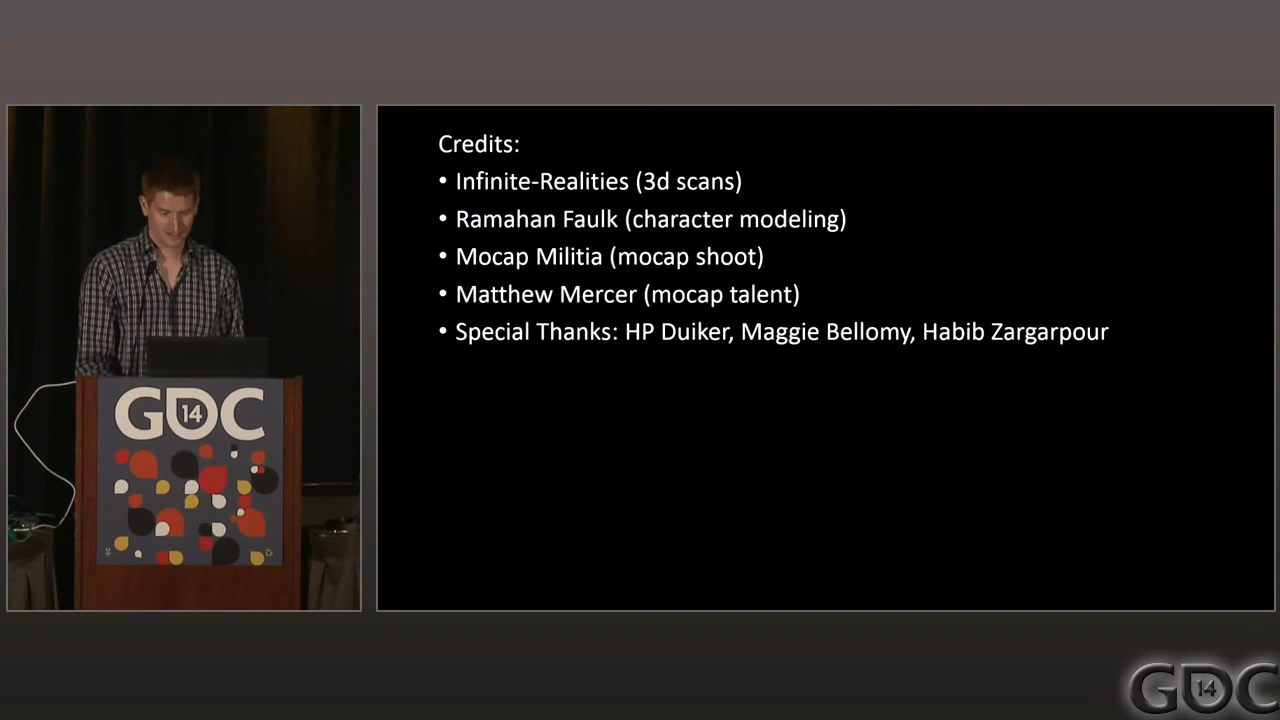 Credits:
• Infinite-Realities (3d scans)
• Ramahan Faulk (character modeling)
• Mocap Militia (mocap shoot)
• Matthew Mercer (mocap talent)
• Special Thanks: HP Duiker, Maggie Bellomy, Habib Zargarpour
GDC
14
GDC
14